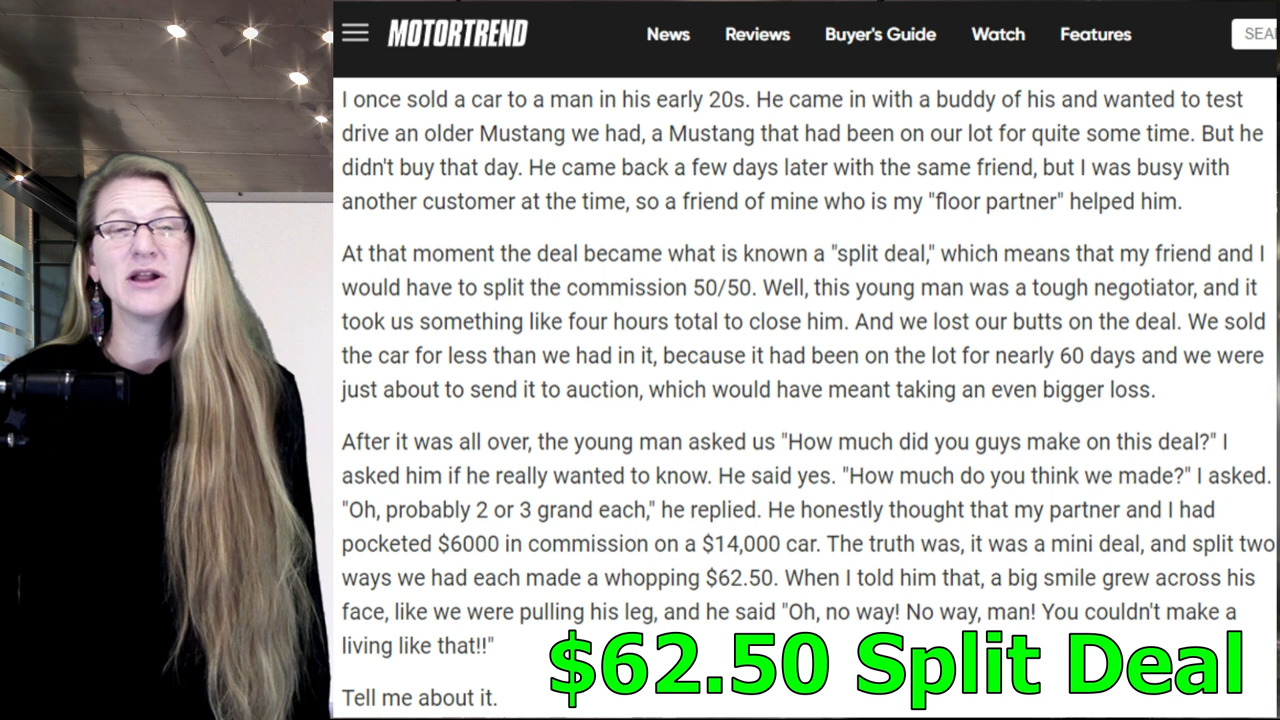 MOTORTREND
News Reviews Buyer's Guide Watch Features SEA
I once sold a car to a man in his early 20s. He came in with a buddy of his and wanted to test
drive an older Mustang we had, a Mustang that had been on our lot for quite some time. But he
didn't buy that day. He came back a few days later with the same friend, but I was busy with
another customer at the time, so a friend of mine who is my "floor partner" helped him.
At that moment the deal became what is known a "split deal," which means that my friend and I
would have to split the commission 50/50. Well, this young man was a tough negotiator, and it
took us something like four hours total to close him. And we lost our butts on the deal. We sold
the car for less than we had in it, because it had been on the lot for nearly 60 days and we were
just about to send it to auction, which would have meant taking an even bigger loss.
After it was all over, the young man asked us "How much did you guys make on this deal?" I
asked him if he really wanted to know. He said yes. "How much do you think we made?" I asked.
"Oh, probably 2 or 3 grand each," he replied. He honestly thought that my partner and I had
pocketed $6000 in commission on a $14,000 car. The truth was, it was a mini deal, and split two
ways we had each made a whopping $62.50. When I told him that, a big smile grew across his
face, like we were pulling his leg, and he said "Oh, no way! No way, man! You couldn't make a
living like that!!"
$62.50 Split Deal
Tell me about it.